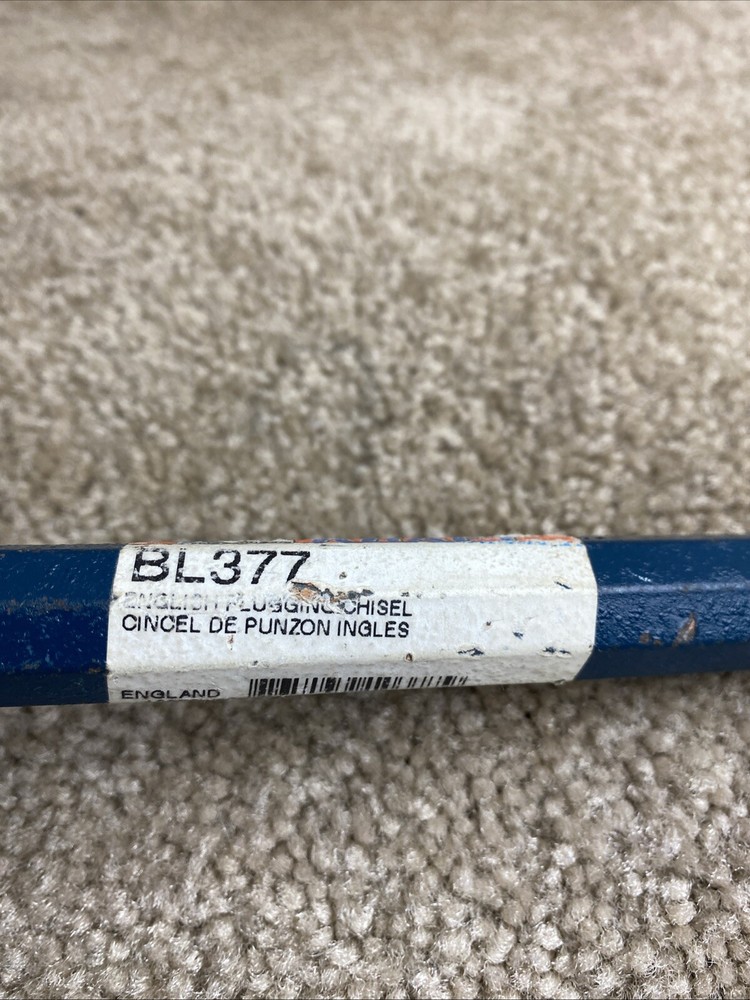 BL377
ENGLISH PLUGGING CHISEL
CINCEL DE PUNZON INGLES
ENGLAND